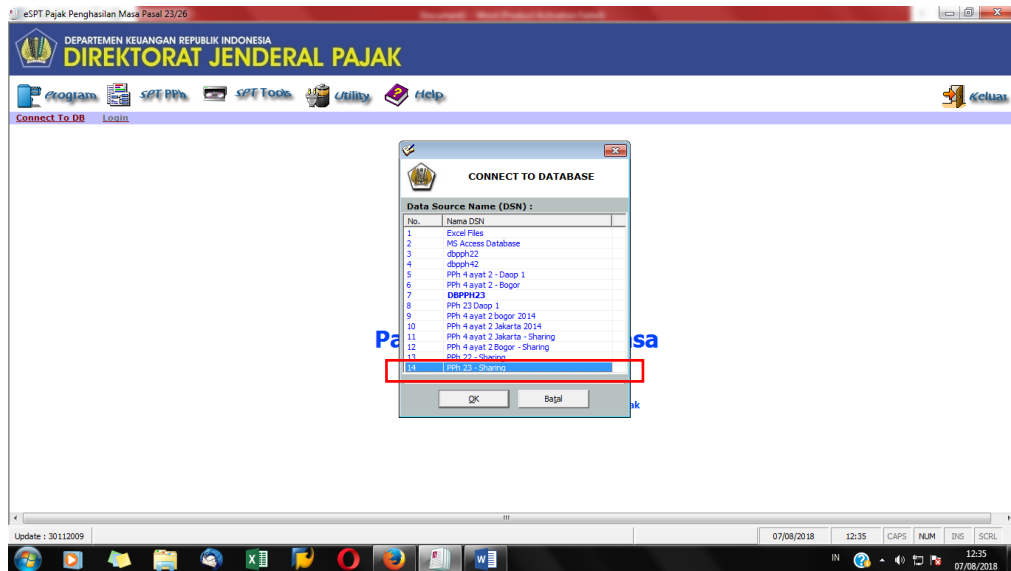 eSPT Pajak Penghasilan Masa Pasal 23/26
DEPARTEMEN KEUANGAN REPUBLIK INDONESIA
DIREKTORAT JENDERAL PAJAK
Program SPT PPh SPT Tools Utility Help Keluar
Connect To DB Login
CONNECT TO DATABASE
Data Source Name (DSN) :
No. Nama DSN
1 Excel Files
2 MS Access Database
3 dbpph22
4 dbpph42
5 PPh 4 ayat 2 - Daop 1
6 PPh 4 ayat 2 - Bogor
7 DBPPH23
8 PPh 23 Daop 1
9 PPh 4 ayat 2 bogor 2014
10 PPh 4 ayat 2 Jakarta 2014
11 PPh 4 ayat 2 Jakarta - Sharing
12 PPh 4 ayat 2 Bogor - Sharing
13 PPh 22 - Sharing
14 PPh 23 - Sharing
Pa sa
OK Batal
ak
Update : 30112009 07/08/2018 12:35 CAPS NUM INS SCRL
IN 12:35
07/08/2018